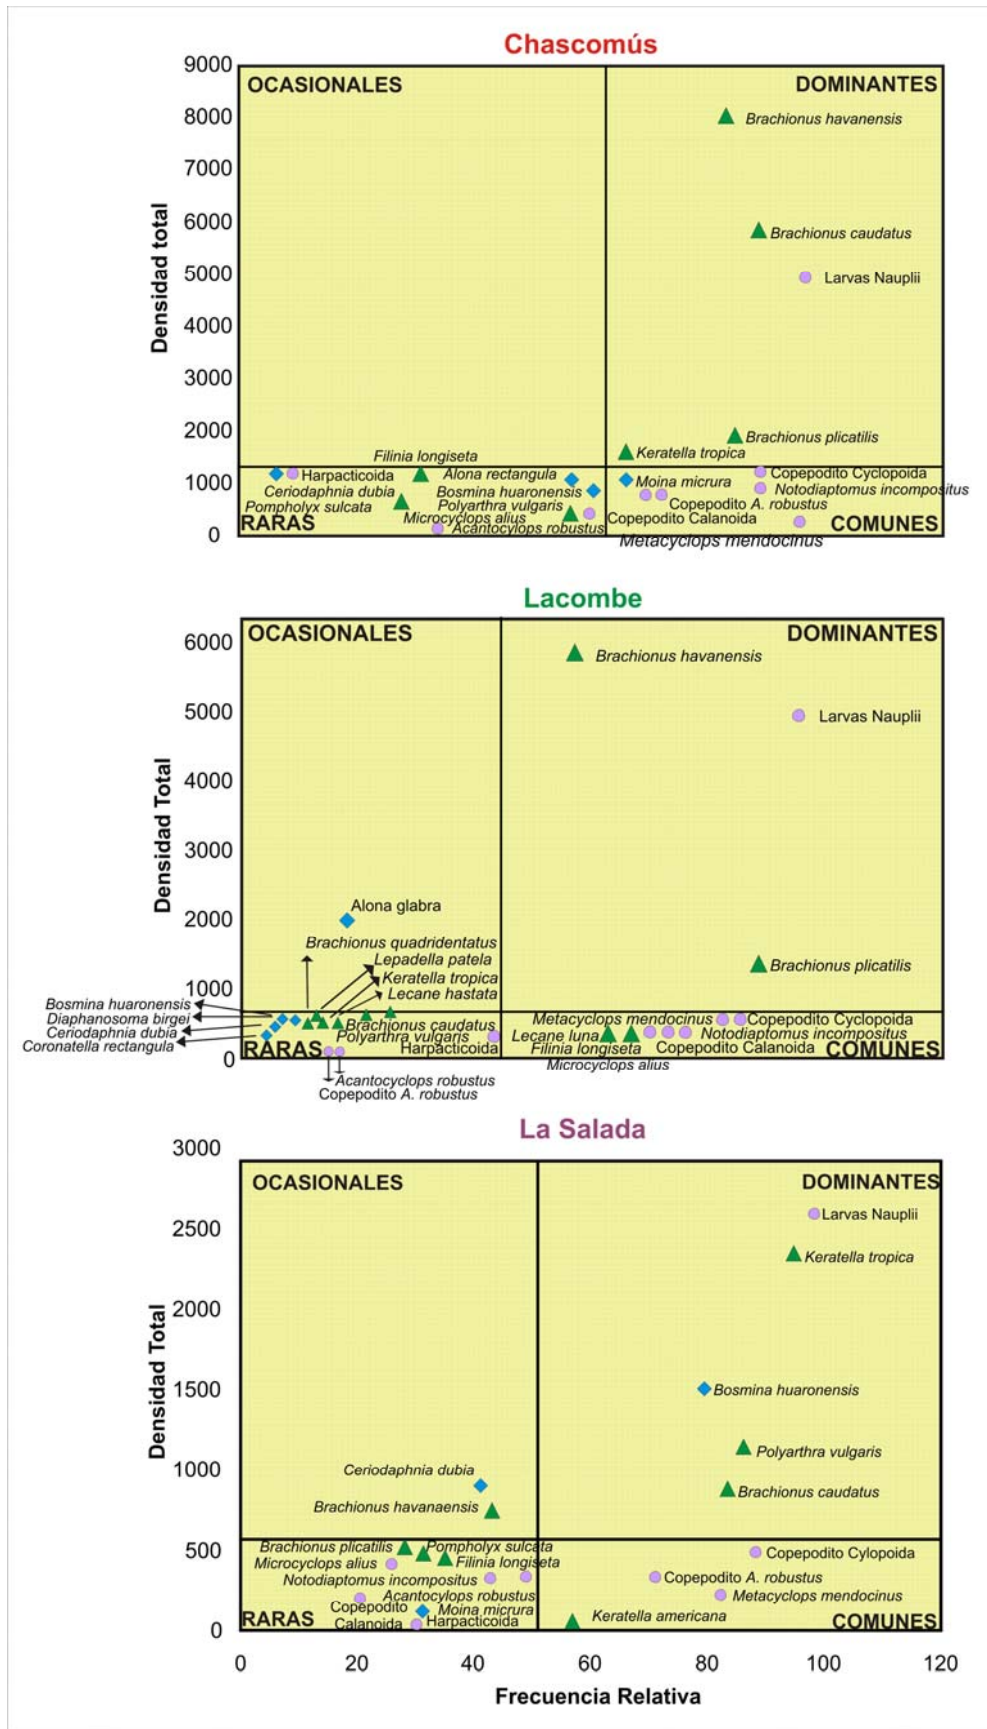 Chascomús
9000
OCASIONALES
DOMINANTES
8000
Brachionus havanensis
7000
6000
Brachionus caudatus
5000
Larvas Nauplii
Densidad total
4000
3000
2000
Brachionus plicatilis
Keratella tropica
Filinia longiseta
1000
Harpacticoida
Alona rectangula
Moina micrura
Copepodito Cyclopoida
Ceriodaphnia dubia
Bosmina huaronensis
Notodiaptomus incompositus
Pompholyx sulcata
Polyarthra vulgaris
Copepodito A. robustus
Microcyclops alius
Copepodito Calanoida
RARAS
Acantocyclops robustus
COMUNES
0
Metacyclops mendocinus
Lacombe
OCASIONALES
DOMINANTES
6000
Brachionus havanensis
5000
Larvas Nauplii
4000
Densidad Total
3000
2000
Alona glabra
Brachionus quadridentatus
Lepadella patela
Brachionus plicatilis
Keratella tropica
1000
Lecane hastata
Bosmina huaronensis
Diaphanosoma birgei
Ceriodaphnia dubia
Coronatella rectangula
Brachionus caudatus
Polyarthra vulgaris
Harpacticoida
Metacyclops mendocinus
Copepodito Cyclopoida
Lecane luna
Notodiaptomus incompositus
Filinia longiseta
Copepodito Calanoida
RARAS
COMUNES
0
Microcyclops alius
Acantocyclops robustus
Copepodito A. robustus
La Salada
3000
OCASIONALES
DOMINANTES
2500
Larvas Nauplii
Keratella tropica
2000
Densidad Total
1500
Bosmina huaronensis
Polyarthra vulgaris
1000
Ceriodaphnia dubia
Brachionus caudatus
Brachionus havanaensis
500
Brachionus plicatilis
Pompholyx sulcata
Copepodito Cylopoida
Microcyclops alius
Filinia longiseta
Notodiaptomus incompositus
Copepodito A. robustus
Acantocylops robustus
Metacyclops mendocinus
Copepodito
Calanoida
Moina micrura
Keratella americana
RARAS
Harpacticoida
COMUNES
0
0 20 40 60 80 100 120
Frecuencia Relativa